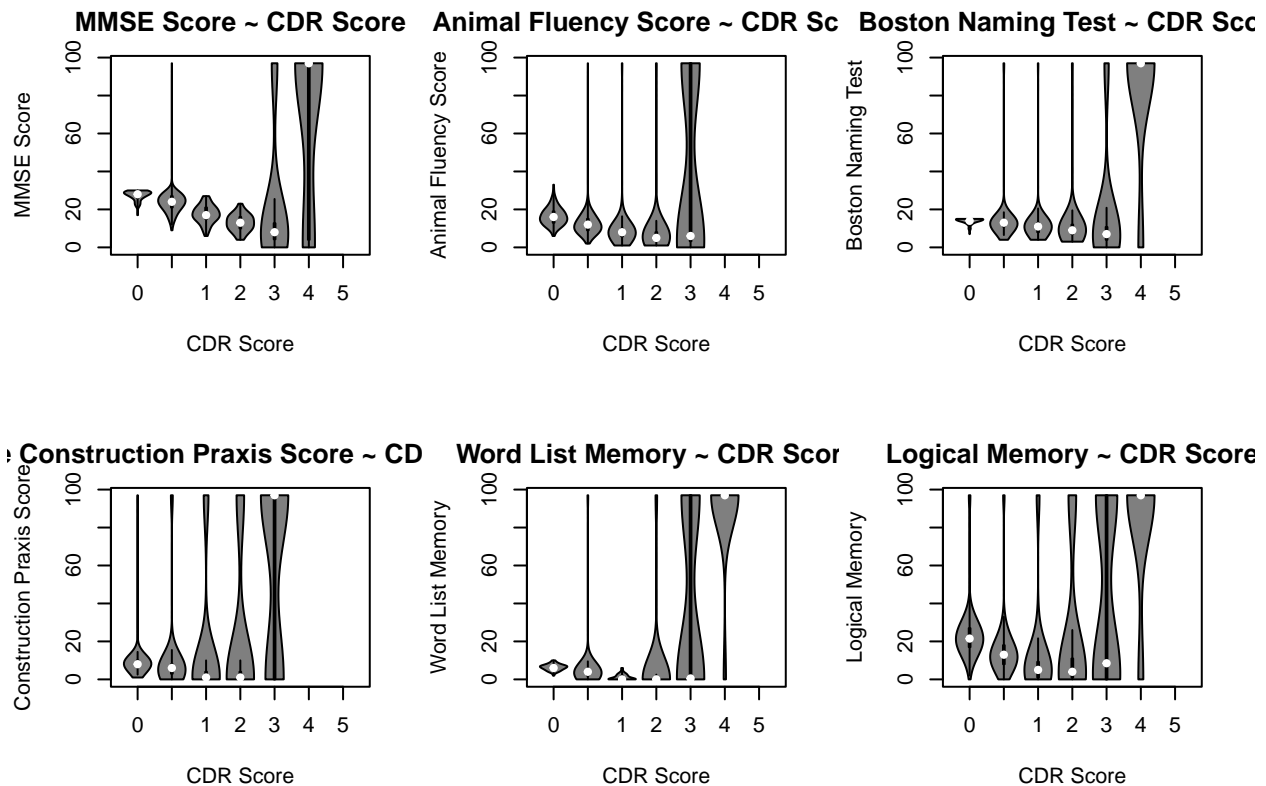 MMSE Score ~ CDR Score
MMSE Score
0 20 60 100
0 1 2 3 4 5
CDR Score
Animal Fluency Score ~ CDR Sc
Animal Fluency Score
0 20 60 100
0 1 2 3 4 5
CDR Score
Boston Naming Test ~ CDR Sco
Boston Naming Test
0 20 60 100
0 1 2 3 4 5
CDR Score
e Construction Praxis Score ~ CD
Construction Praxis Score
0 20 60 100
0 1 2 3 4 5
CDR Score
Word List Memory ~ CDR Scor
Word List Memory
0 20 60 100
0 1 2 3 4 5
CDR Score
Logical Memory ~ CDR Score
Logical Memory
0 20 60 100
0 1 2 3 4 5
CDR Score